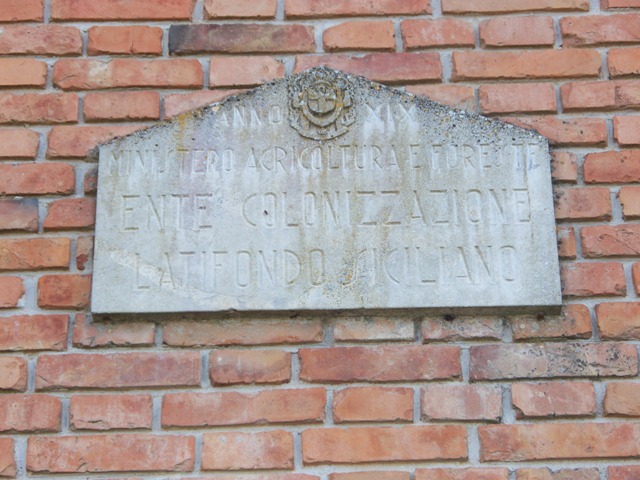 ANNO XIX
MINISTERO AGRICOLTURA E FORESTE
ENTE COLONIZZAZIONE
LATIFONDO SICILIANO